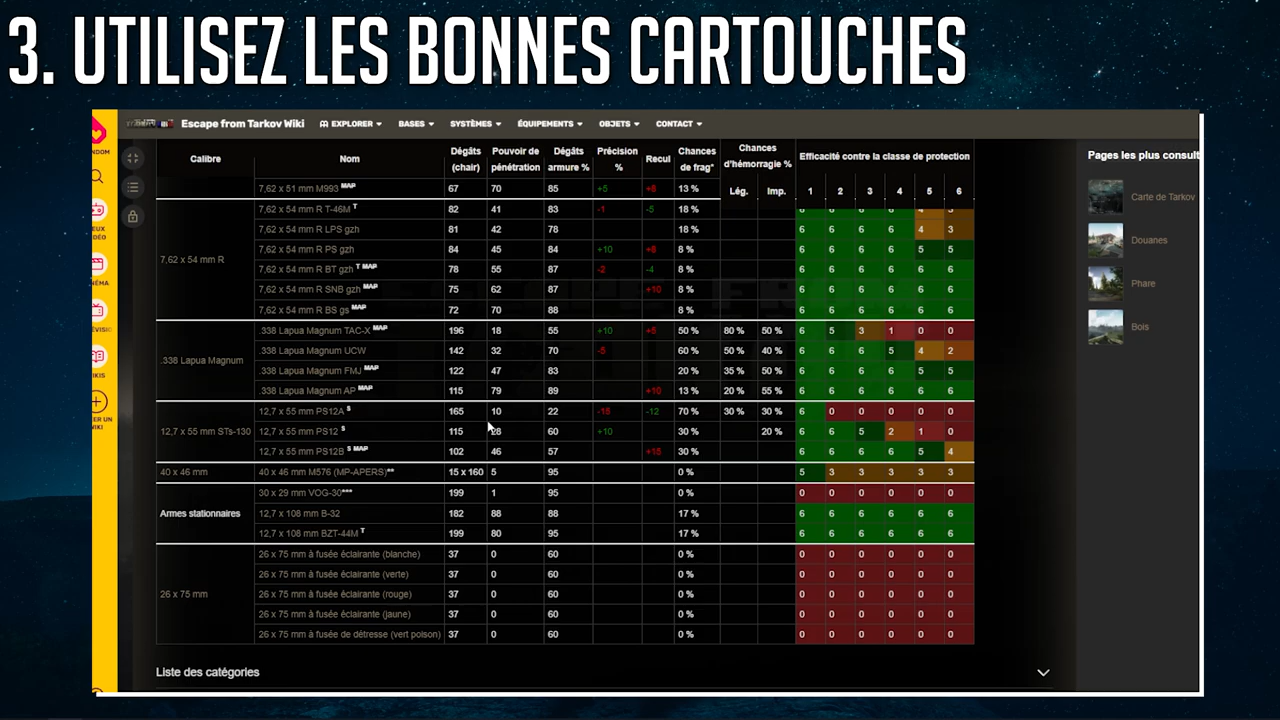 3. UTILISEZ LES BONNES CARTOUCHES
Escape from Tarkov Wiki EXPLORER BASES SYSTÈMES ÉQUIPEMENTS OBJETS CONTACT
Calibre Nom Dégâts (chair) Pouvoir de pénétration Dégâts armure % Précision % Recul Chances de frag* Chances d'hémorragie % Efficacité contre la classe de protection
Lég. Imp. 1 2 3 4 5 6
7,62 x 51 mm M993 MAP 67 70 85 +5 +8 13 %
7,62 x 54 mm R T-46M T 82 41 83 -1 -5 18 % 6 6 6 6 4 3
7,62 x 54 mm R LPS gzh 81 42 78 18 % 6 6 6 6 4 3
7,62 x 54 mm R PS gzh 84 45 84 +10 +8 8 % 6 6 6 6 5 5
7,62 x 54 mm R
7,62 x 54 mm R BT gzh T MAP 78 55 87 -2 -4 8 % 6 6 6 6 6 6
7,62 x 54 mm R SNB gzh MAP 75 62 87 +10 8 % 6 6 6 6 6 6
7,62 x 54 mm R BS gs MAP 72 70 88 8 % 6 6 6 6 6 6
.338 Lapua Magnum TAC-X MAP 196 18 55 +10 +5 50 % 80 % 50 % 6 5 3 1 0 0
.338 Lapua Magnum UCW 142 32 70 -5 60 % 50 % 40 % 6 6 6 5 4 2
.338 Lapua Magnum
.338 Lapua Magnum FMJ MAP 122 47 83 20 % 35 % 50 % 6 6 6 6 5 5
.338 Lapua Magnum AP MAP 115 79 89 +10 13 % 20 % 55 % 6 6 6 6 6 6
12,7 x 55 mm PS12A S 165 10 22 -15 -12 70 % 30 % 30 % 6 0 0 0 0 0
12,7 x 55 mm STs-130 12,7 x 55 mm PS12 S 115 28 60 +10 30 % 20 % 6 6 5 2 1 0
12,7 x 55 mm PS12B S MAP 102 46 57 +15 30 % 6 6 6 6 5 4
40 x 46 mm 40 x 46 mm M576 (MP-APERS)** 15 x 160 5 95 0 % 5 3 3 3 3 3
30 x 29 mm VOG-30*** 199 1 95 0 % 0 0 0 0 0 0
Armes stationnaires 12,7 x 108 mm B-32 182 88 88 17 % 6 6 6 6 6 6
12,7 x 108 mm BZT-44M T 199 80 95 17 % 6 6 6 6 6 6
26 x 75 mm à fusée éclairante (blanche) 37 0 60 0 % 0 0 0 0 0 0
26 x 75 mm à fusée éclairante (verte) 37 0 60 0 % 0 0 0 0 0 0
26 x 75 mm 26 x 75 mm à fusée éclairante (rouge) 37 0 60 0 % 0 0 0 0 0 0
26 x 75 mm à fusée éclairante (jaune) 37 0 60 0 % 0 0 0 0 0 0
26 x 75 mm à fusée de détresse (vert poison) 37 0 60 0 % 0 0 0 0 0 0
Liste des catégories
Pages les plus consult
Carte de Tarkov
Douanes
Phare
Bois